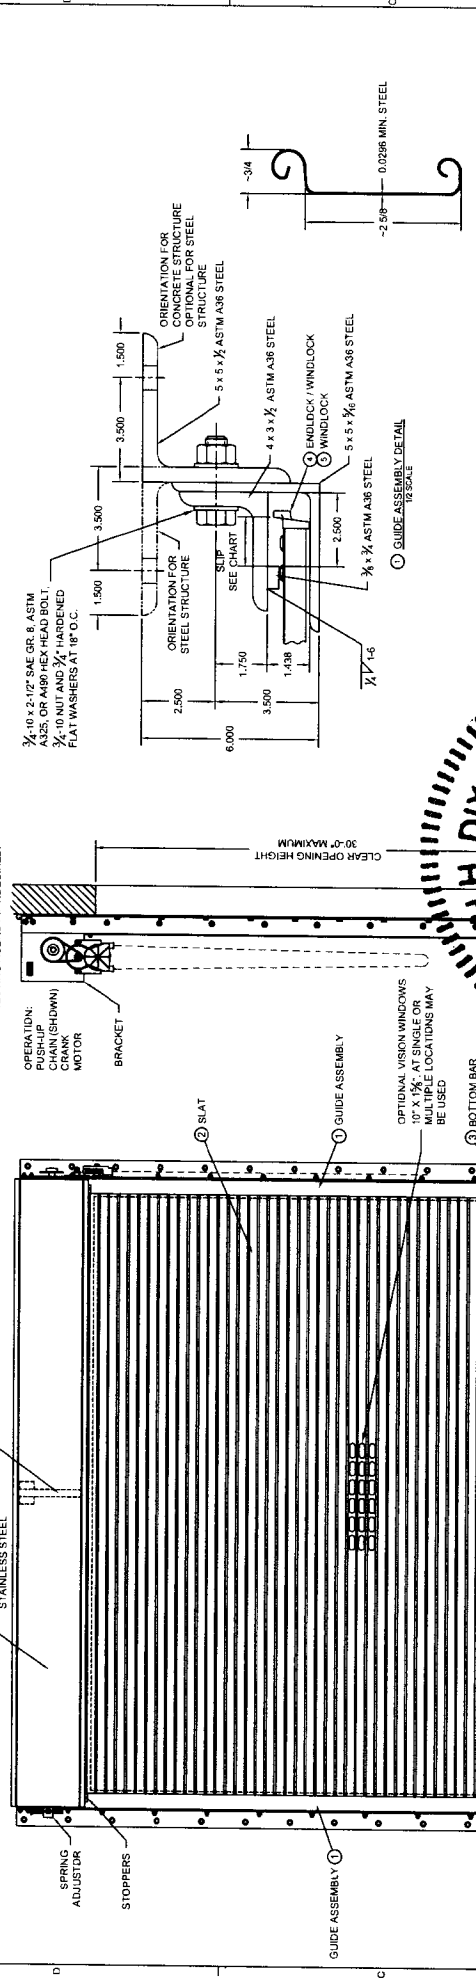 STAINLESS STEEL
SPRING
ADJUSTOR
STOPPERS
GUIDE ASSEMBLY ①
② SLAT
① GUIDE ASSEMBLY
OPTIONAL VISION WINDOWS
10" X 1⅝", AT SINGLE OR
MULTIPLE LOCATIONS MAY
BE USED
③ BOTTOM BAR
OPERATION:
PUSH-UP
CHAIN (SHOWN)
CRANK
MOTOR
BRACKET
CLEAR OPENING HEIGHT
30'-0" MAXIMUM
¾-10 x 2-1/2" SAE GR. 8, ASTM
A325, OR A490 HEX HEAD BOLT,
¾-10 NUT AND ¾" HARDENED
FLAT WASHERS AT 18" O.C.
1.500
3.500
3.500
1.500
ORIENTATION FOR
CONCRETE STRUCTURE
OPTIONAL FOR STEEL
STRUCTURE
ORIENTATION FOR
STEEL STRUCTURE
5 x 5 x ½ ASTM A36 STEEL
SLIP
SEE CHART
4 x 3 x ½ ASTM A36 STEEL
2.500
6.000
1.750
3.500
1.438
2.500
④ ENDLOCK / WINDLOCK
⑤ WINDLOCK
5 x 5 x 5⁄16 ASTM A36 STEEL
⅜ x ¾ ASTM A36 STEEL
¼ 1-6
① GUIDE ASSEMBLY DETAIL
1/2 SCALE
~3/4
0.0296 MIN. STEEL
~2 5/8
D
C
D
C